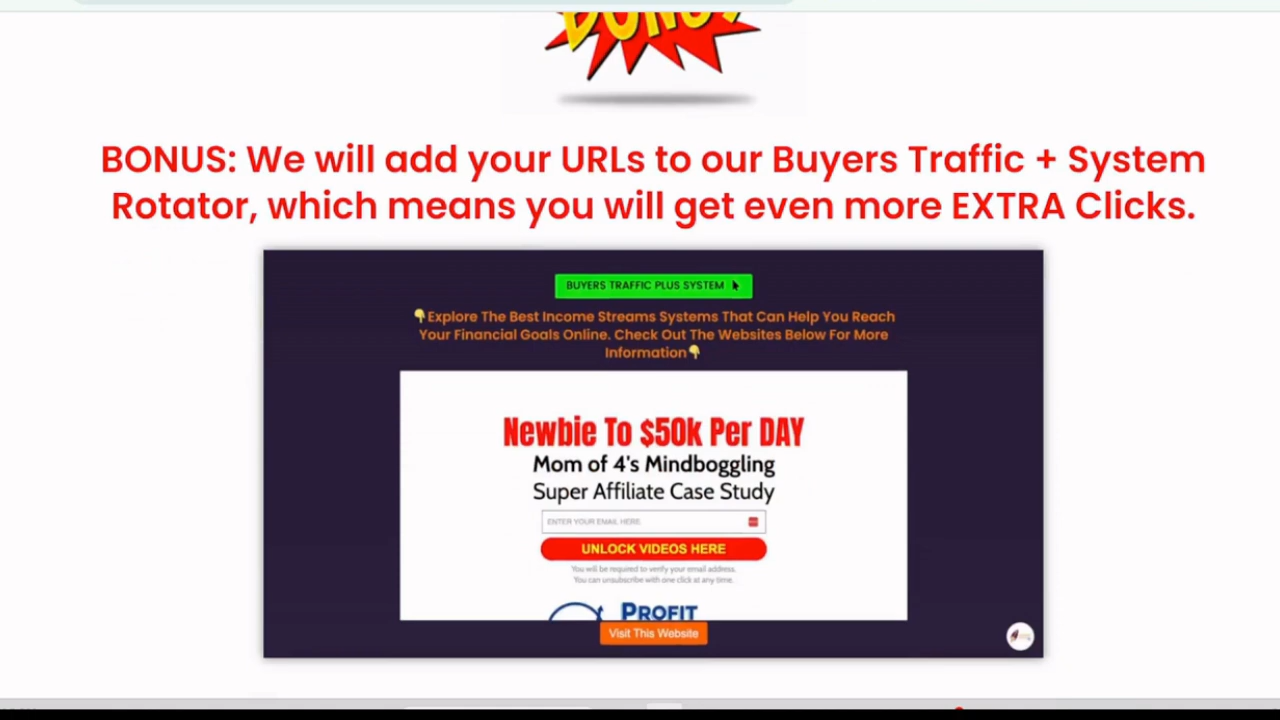 BONUS
BONUS: We will add your URLs to our Buyers Traffic + System
Rotator, which means you will get even more EXTRA Clicks.
BUYERS TRAFFIC PLUS SYSTEM
👇Explore The Best Income Streams Systems That Can Help You Reach
Your Financial Goals Online. Check Out The Websites Below For More
Information👇
Newbie To $50k Per DAY
Mom of 4's Mindboggling
Super Affiliate Case Study
ENTER YOUR EMAIL HERE
UNLOCK VIDEOS HERE
You will be required to verify your email address.
You can unsubscribe with one click at any time.
PROFIT
Visit This Website